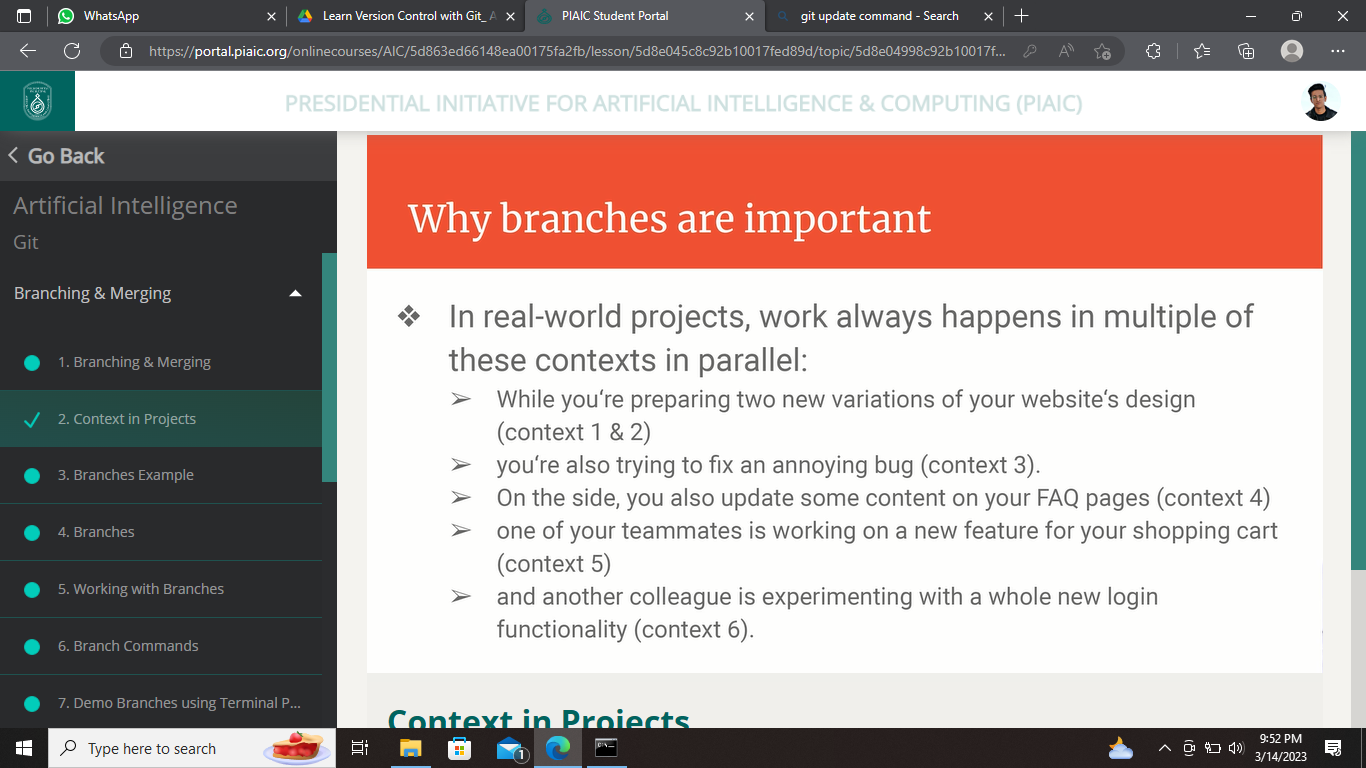 WhatsApp
Learn Version Control with Git_ A
PIAIC Student Portal
git update command - Search
https://portal.piaic.org/onlinecourses/AIC/5d863ed66148ea00175fa2fb/lesson/5d8e045c8c92b10017fed89d/topic/5d8e04998c92b10017f...
PRESIDENTIAL INITIATIVE FOR ARTIFICIAL INTELLIGENCE & COMPUTING (PIAIC)
Go Back
Artificial Intelligence
Git
Branching & Merging
1. Branching & Merging
2. Context in Projects
3. Branches Example
4. Branches
5. Working with Branches
6. Branch Commands
7. Demo Branches using Terminal P...
Why branches are important
❖ In real-world projects, work always happens in multiple of
these contexts in parallel:
➢ While you‘re preparing two new variations of your website‘s design
(context 1 & 2)
➢ you‘re also trying to fix an annoying bug (context 3).
➢ On the side, you also update some content on your FAQ pages (context 4)
➢ one of your teammates is working on a new feature for your shopping cart
(context 5)
➢ and another colleague is experimenting with a whole new login
functionality (context 6).
Context in Projects
Type here to search
1
9:52 PM
3/14/2023